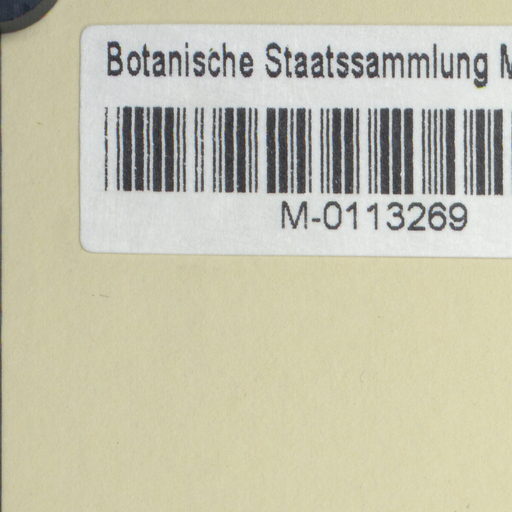 Botanische Staatssammlung
M-0113269